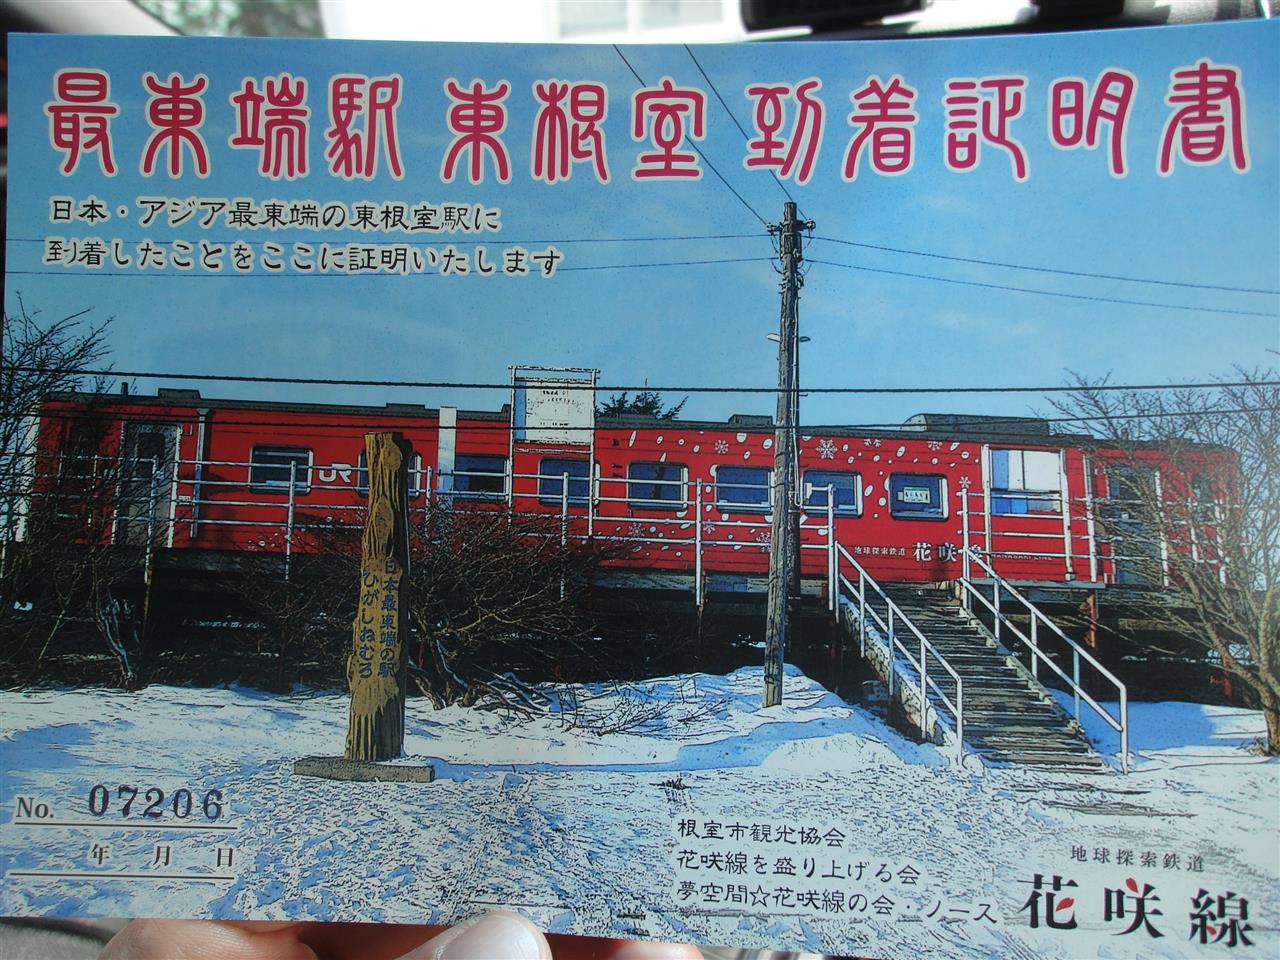 最東端駅 東根室 到着証明書
日本・アジア最東端の東根室駅に
到着したことをここに証明いたします
JR
地球探索鉄道 花咲線
HANASAKI LINE
日本最東端の駅
ひがしねむろ
No. 07206
年 月 日
根室市観光協会
花咲線を盛り上げる会
夢空間☆花咲線の会・ノース
地球探索鉄道
花咲線